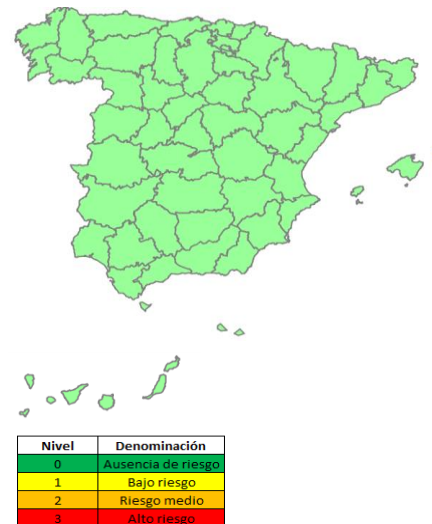 Nivel Denominación
0 Ausencia de riesgo
1 Bajo riesgo
2 Riesgo medio
3 Alto riesgo